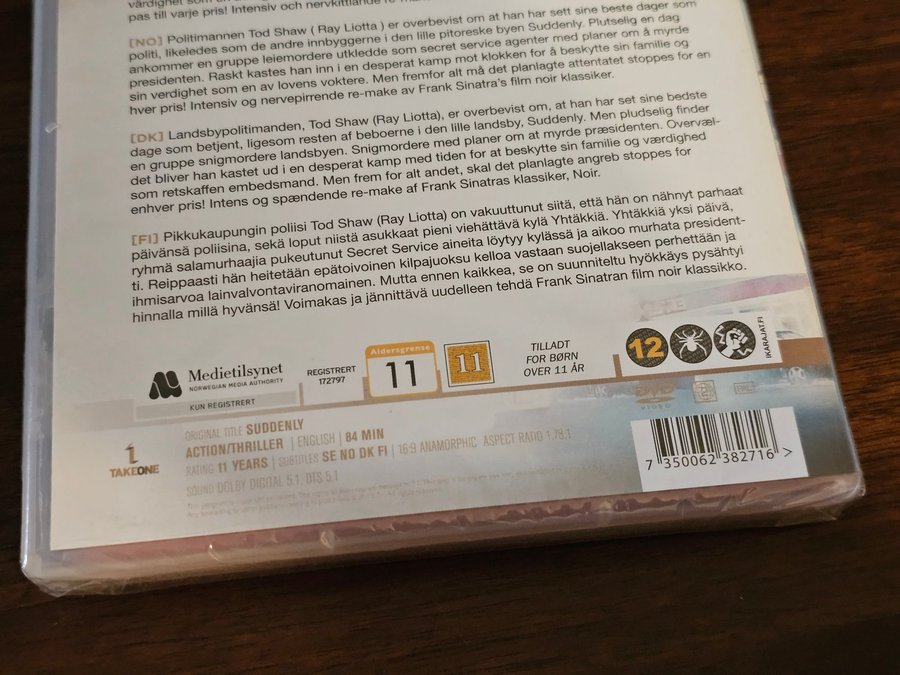 pas till varje pris! Intensiv och nervkittlande re-ma
[NO] Politimannen Tod Shaw ( Ray Liotta ) er overbevist om at han har sett sine beste dager som
politi, likeledes som de andre innbyggerne i den lille pitoreske byen Suddenly. Plutselig en dag
ankommer en gruppe leiemordere utkledde som secret service agenter med planer om å myrde
presidenten. Raskt kastes han inn i en desperat kamp mot klokken for å beskytte sin familie og
sin verdighet som en av lovens voktere. Men fremfor alt må det planlagte attentatet stoppes for en
hver pris! Intensiv og nervepirrende re-make av Frank Sinatra's film noir klassiker.
[DK] Landsbypolitimanden, Tod Shaw (Ray Liotta), er overbevist om, at han har set sine bedste
dage som betjent, ligesom resten af beboerne i den lille landsby, Suddenly. Men pludselig finder
en gruppe snigmordere landsbyen. Snigmordere med planer om at myrde præsidenten. Overvæl-
det bliver han kastet ud i en desperat kamp med tiden for at beskytte sin familie og værdighed
som retskaffen embedsmand. Men frem for alt andet, skal det planlagte angreb stoppes for
enhver pris! Intens og spændende re-make af Frank Sinatras klassiker, Noir.
[FI] Pikkukaupungin poliisi Tod Shaw (Ray Liotta) on vakuuttunut siitä, että hän on nähnyt parhaat
päivänsä poliisina, sekä loput niistä asukkaat pieni viehättävä kylä Yhtäkkiä. Yhtäkkiä yksi päivä,
ryhmä salamurhaajia pukeutunut Secret Service aineita löytyy kylässä ja aikoo murhata president-
ti. Reippaasti hän heitetään epätoivoinen kilpajuoksu kelloa vastaan suojellakseen perhettään ja
ihmisarvoa lainvalvontaviranomainen. Mutta ennen kaikkea, se on suunniteltu hyökkäys pysähtyi
hinnalla millä hyvänsä! Voimakas ja jännittävä uudelleen tehdä Frank Sinatran film noir klassikko.
Medietilsynet
NORWEGIAN MEDIA AUTHORITY
KUN REGISTRERT
REGISTRERT
172797
Aldersgrense
11
11
TILLADT
FOR BØRN
OVER 11 ÅR
12
IKARAJAT.FI
DVD
VIDEO
TAKEONE
ORIGINAL TITLE SUDDENLY
ACTION/THRILLER | ENGLISH | 84 MIN
RATING 11 YEARS | SUBTITLES SE NO DK FI | 16:9 ANAMORPHIC ASPECT RATIO 1.78:1
SOUND DOLBY DIGITAL 5.1, DTS 5.1
7 350062 382716 >